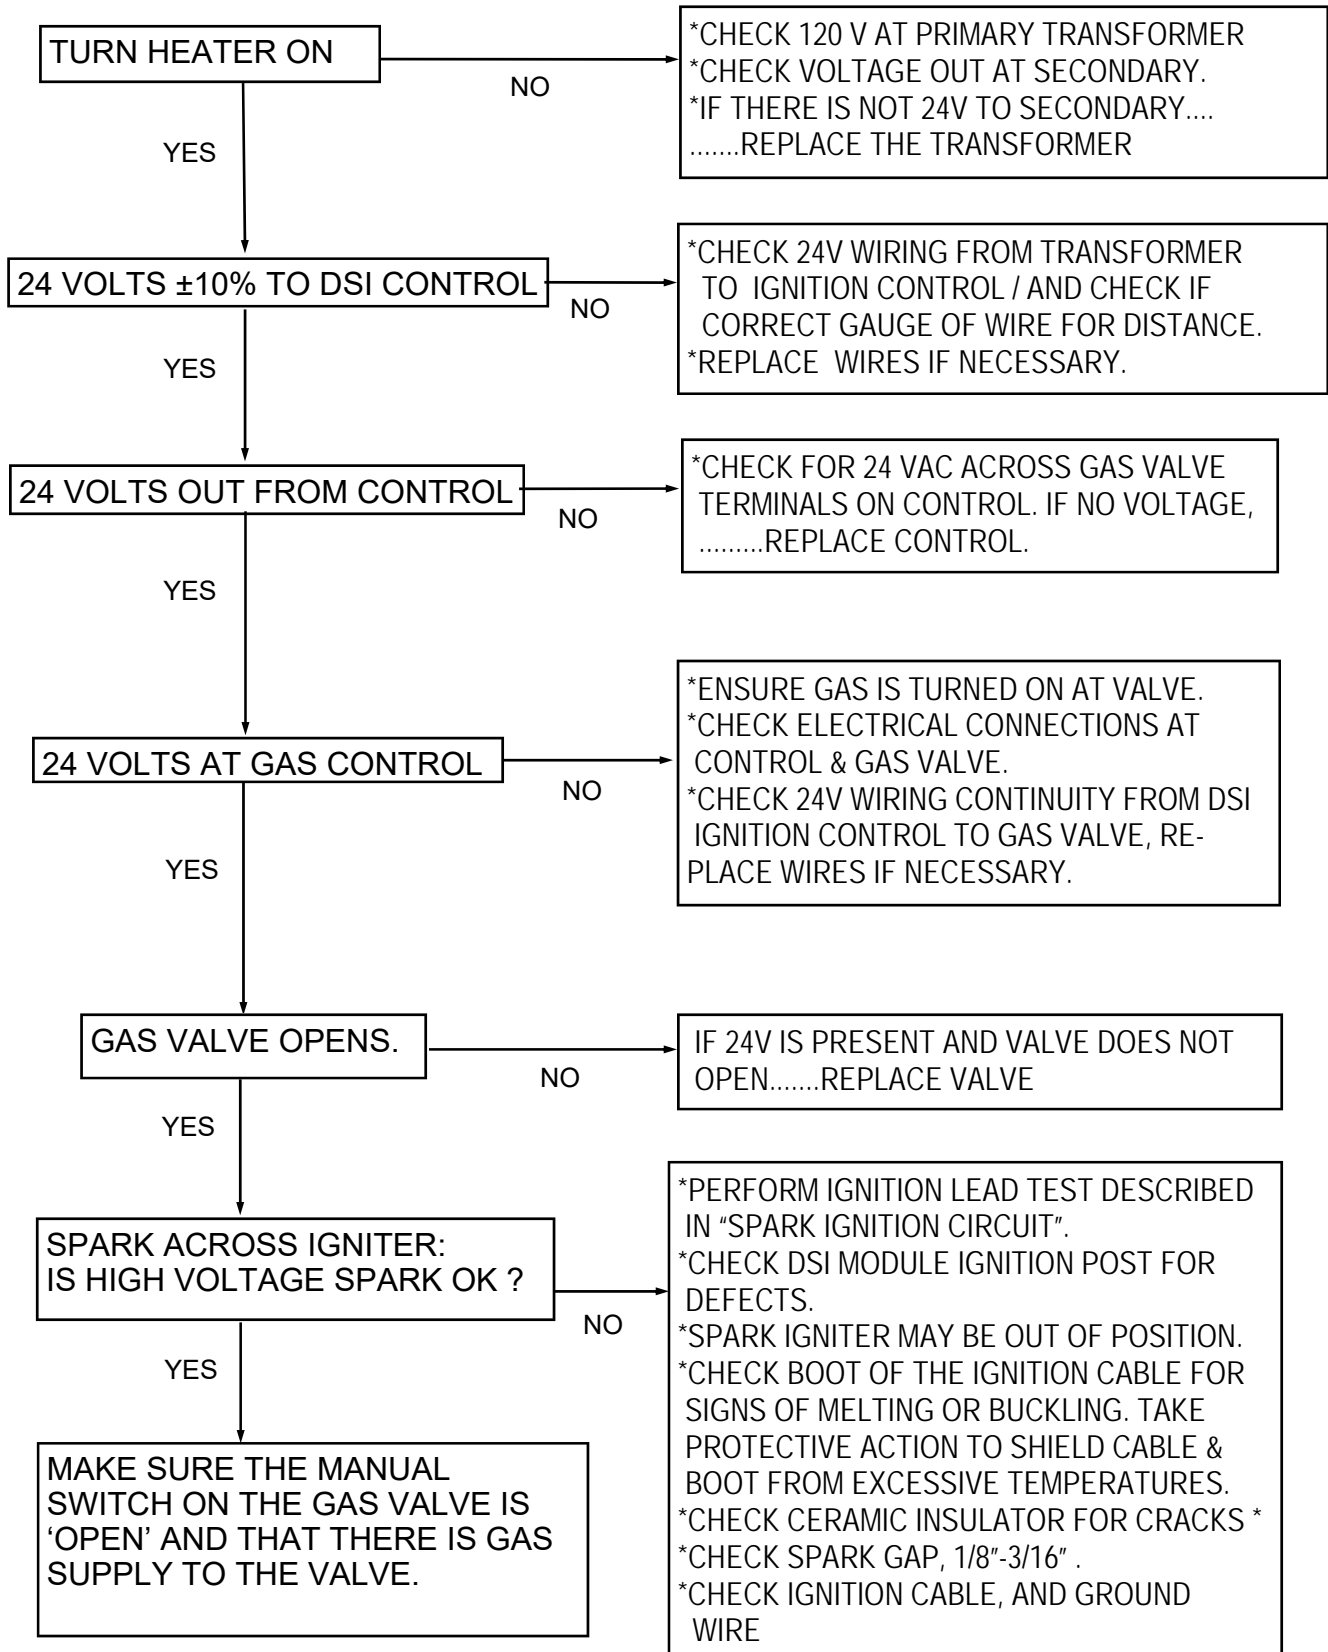 TURN HEATER ON
NO
*CHECK 120 V AT PRIMARY TRANSFORMER
*CHECK VOLTAGE OUT AT SECONDARY.
*IF THERE IS NOT 24V TO SECONDARY....
.......REPLACE THE TRANSFORMER
YES
24 VOLTS ±10% TO DSI CONTROL
NO
*CHECK 24V WIRING FROM TRANSFORMER
TO IGNITION CONTROL / AND CHECK IF
CORRECT GAUGE OF WIRE FOR DISTANCE.
*REPLACE WIRES IF NECESSARY.
YES
24 VOLTS OUT FROM CONTROL
NO
*CHECK FOR 24 VAC ACROSS GAS VALVE
TERMINALS ON CONTROL. IF NO VOLTAGE,
.........REPLACE CONTROL.
YES
24 VOLTS AT GAS CONTROL
NO
*ENSURE GAS IS TURNED ON AT VALVE.
*CHECK ELECTRICAL CONNECTIONS AT
CONTROL & GAS VALVE.
*CHECK 24V WIRING CONTINUITY FROM DSI
IGNITION CONTROL TO GAS VALVE, RE-
PLACE WIRES IF NECESSARY.
YES
GAS VALVE OPENS.
NO
IF 24V IS PRESENT AND VALVE DOES NOT
OPEN.......REPLACE VALVE
YES
SPARK ACROSS IGNITER:
IS HIGH VOLTAGE SPARK OK ?
NO
*PERFORM IGNITION LEAD TEST DESCRIBED
IN “SPARK IGNITION CIRCUIT”.
*CHECK DSI MODULE IGNITION POST FOR
DEFECTS.
*SPARK IGNITER MAY BE OUT OF POSITION.
*CHECK BOOT OF THE IGNITION CABLE FOR
SIGNS OF MELTING OR BUCKLING. TAKE
PROTECTIVE ACTION TO SHIELD CABLE &
BOOT FROM EXCESSIVE TEMPERATURES.
*CHECK CERAMIC INSULATOR FOR CRACKS *
*CHECK SPARK GAP, 1/8”-3/16” .
*CHECK IGNITION CABLE, AND GROUND
WIRE
YES
MAKE SURE THE MANUAL
SWITCH ON THE GAS VALVE IS
‘OPEN’ AND THAT THERE IS GAS
SUPPLY TO THE VALVE.